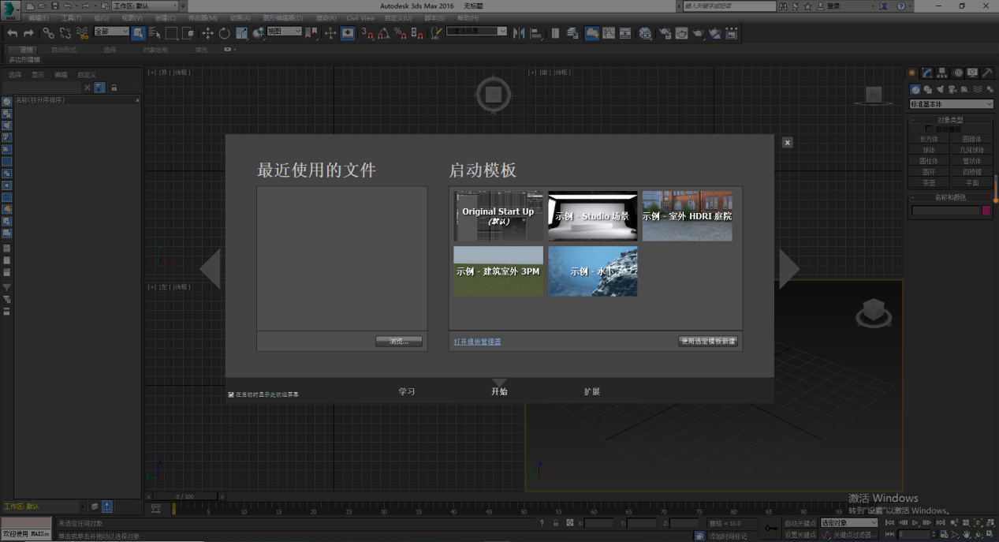 工作区: 默认
Autodesk 3ds Max 2016
无标题
键入关键字或短语
登录
MAX
编辑(E) 工具(T) 组(G) 视图(V) 创建(C) 修改器(M) 动画(A) 图形编辑器(D) 渲染(R) Civil View 自定义(U) 脚本(S) 帮助(H)
全部
视图
创建选择集
建模 自由形式 选择 对象绘制 填充
多边形建模
选择 显示 编辑 自定义
名称(按升序排序)
[+] [顶] [线框]
[+] [前] [线框]
标准基本体
对象类型
自动栅格
长方体 圆锥体
球体 几何球体
圆柱体 管状体
圆环 四棱锥
茶壶 平面
名称和颜色
最近使用的文件
启动模板
Original Start Up
(默认)
示例 - Studio 场景
示例 - 室外 HDRI 庭院
示例 - 建筑室外 3PM
示例 - 水下
浏览...
打开模板管理器
使用选定模板新建
[+] [左] [线框]
在启动时显示此欢迎屏幕
学习
开始
扩展
0 / 100
工作区: 默认
0 5 10 15 20 25 30 35 40 45 50 55 60 65 70 75 80 85 90 95
激活 Windows
转到"设置"以激活 Windows。
未选定任何对象
X: Y: Z:
栅格 = 10.0
自动关键点
选定对象
欢迎使用 MAXSc
单击或单击并拖动以选择对象
添加时间标记
设置关键点
关键点过滤器...
0